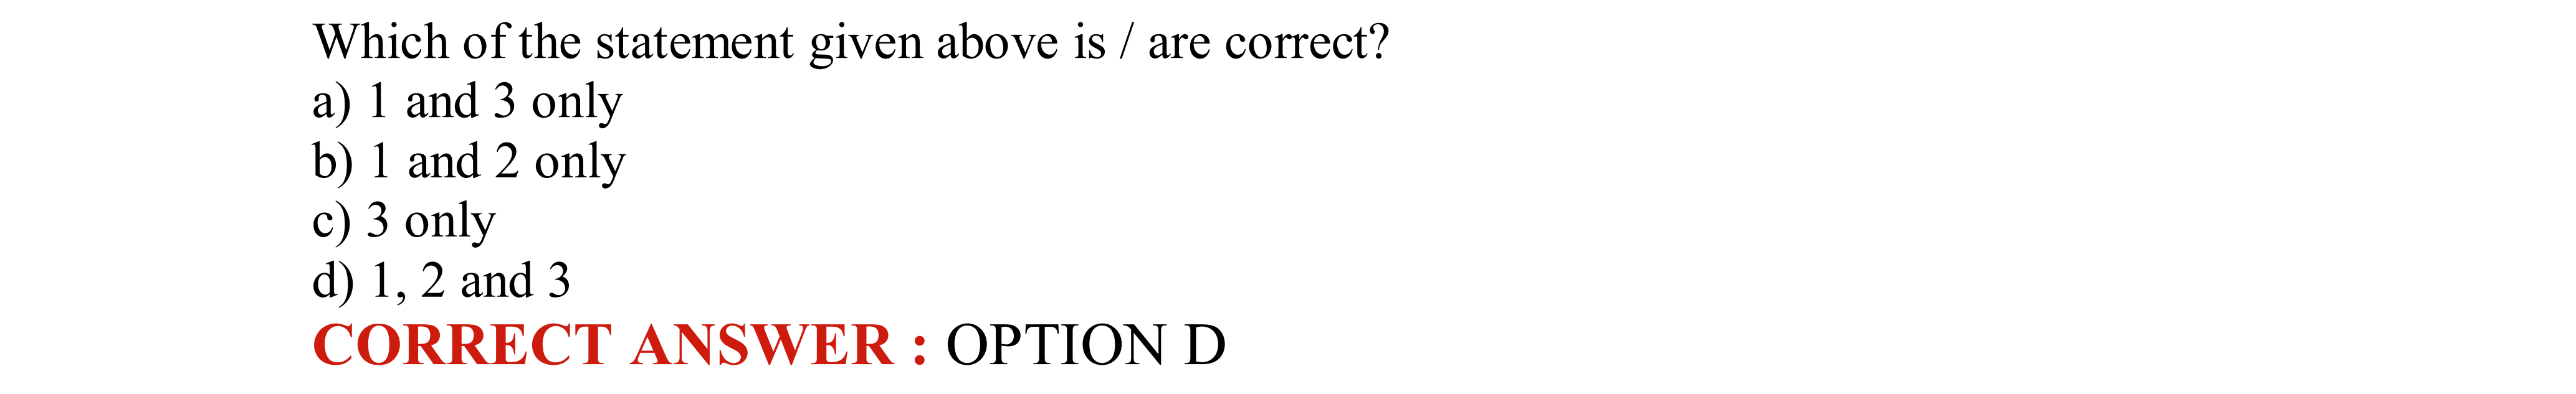 Which of the statement given above is / are correct?
a) 1 and 3 only
b) 1 and 2 only
c) 3 only
d) 1, 2 and 3
CORRECT ANSWER : OPTION D